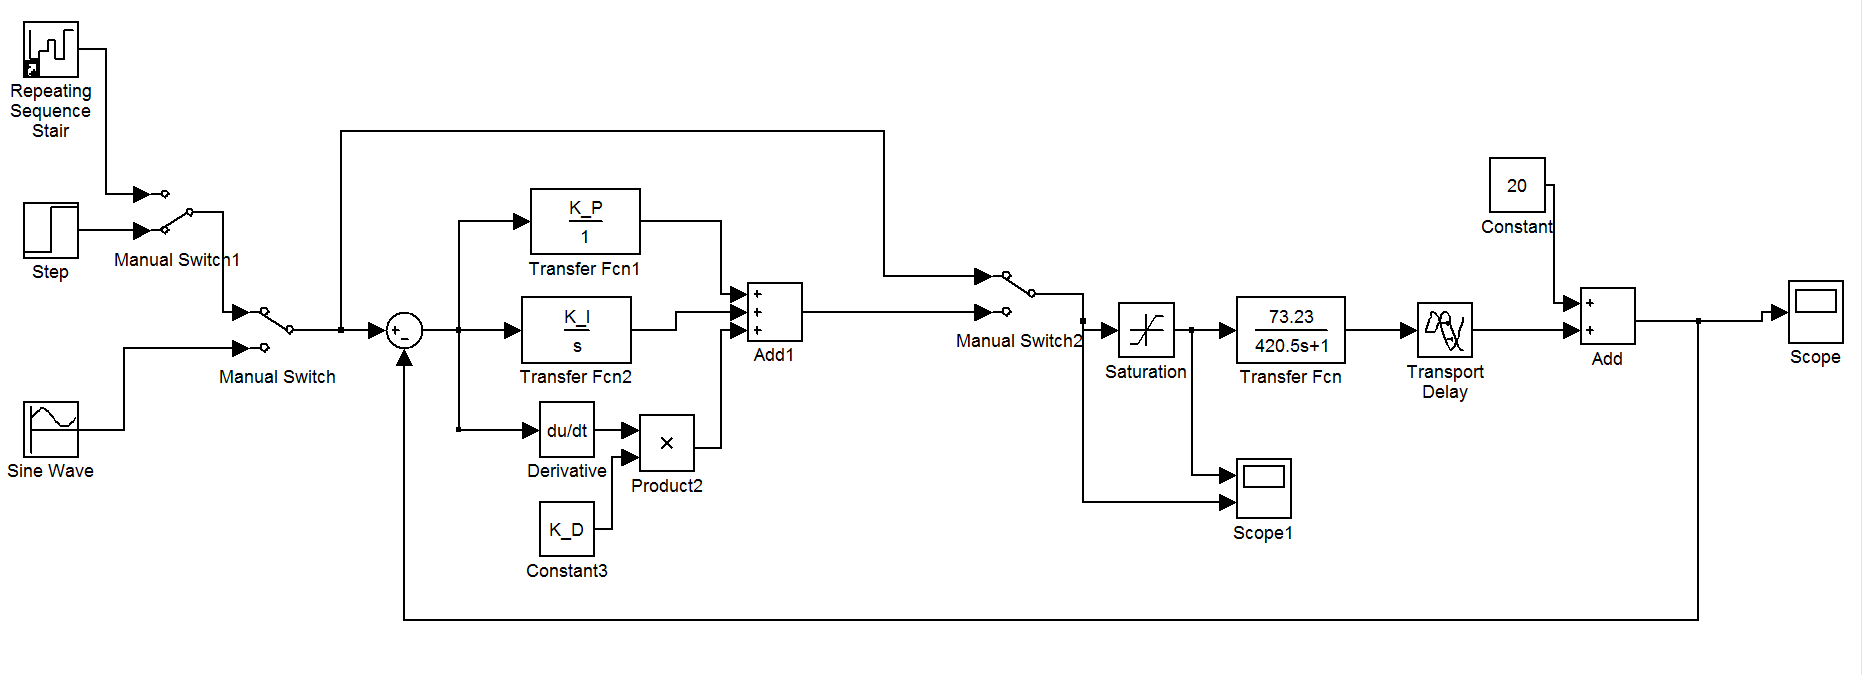 Repeating
Sequence
Stair
Step
Manual Switch1
Sine Wave
Manual Switch
+
−
K_P
1
Transfer Fcn1
K_I
s
Transfer Fcn2
du/dt
Derivative
×
Product2
K_D
Constant3
+
+
+
Add1
Manual Switch2
Saturation
73.23
420.5s+1
Transfer Fcn
Transport
Delay
Scope1
20
Constant
+
+
Add
Scope